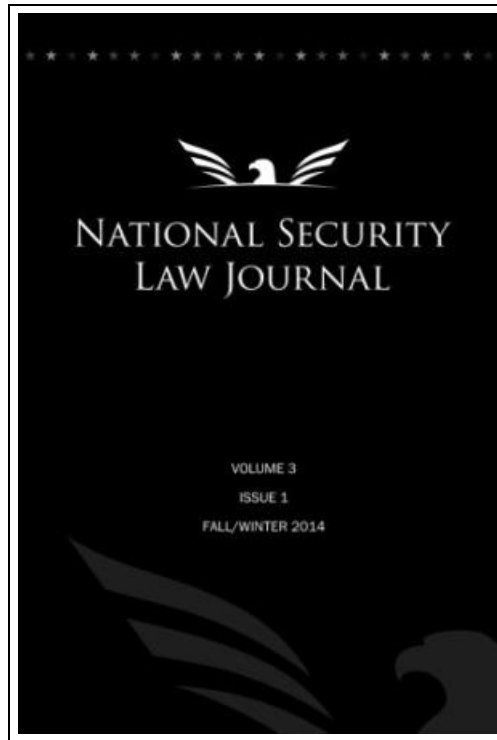 NATIONAL SECURITY
LAW JOURNAL
VOLUME 3
ISSUE 1
FALL/WINTER 2014